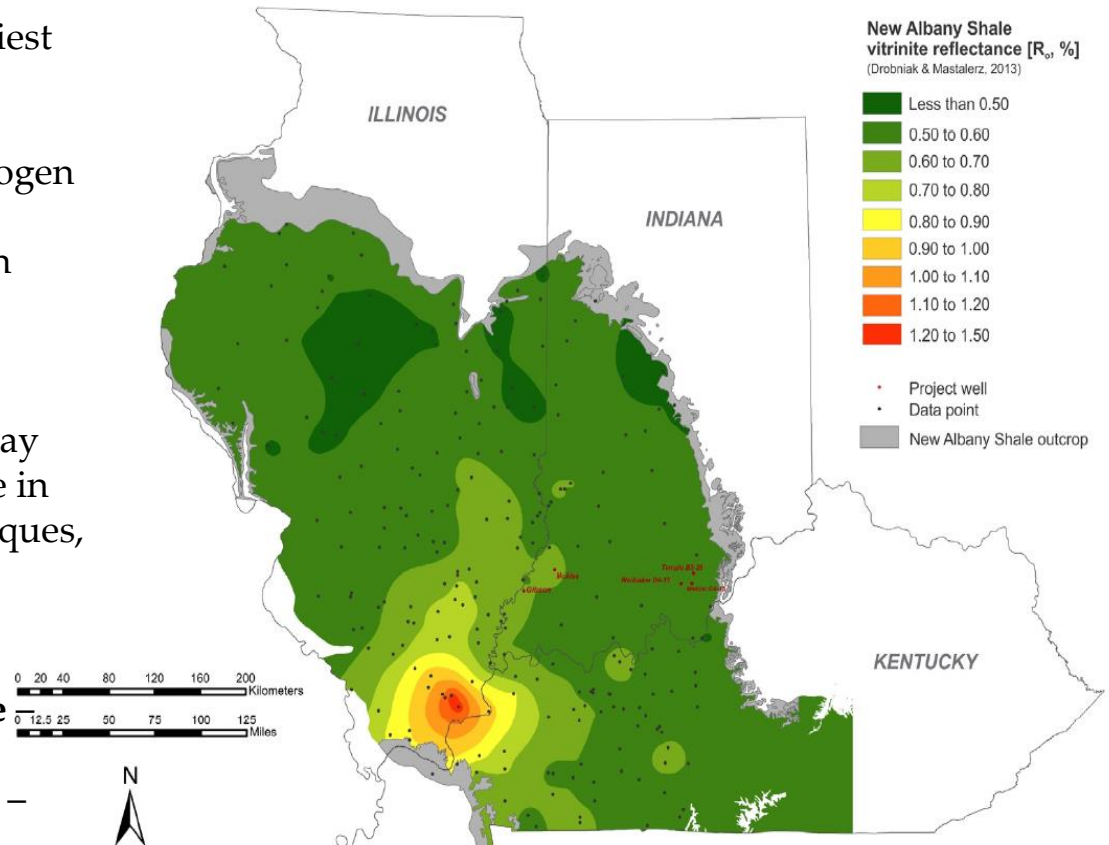 iest
ogen
n
ay
e in
ques,
e –
–
ILLINOIS
INDIANA
KENTUCKY
New Albany Shale
vitrinite reflectance [Rₒ, %]
(Drobniak & Mastalerz, 2013)
Less than 0.50
0.50 to 0.60
0.60 to 0.70
0.70 to 0.80
0.80 to 0.90
0.90 to 1.00
1.00 to 1.10
1.10 to 1.20
1.20 to 1.50
Project well
Data point
New Albany Shale outcrop
Gibson
0 20 40 80 120 160 200
Kilometers
0 12.5 25 50 75 100 125
Miles
N